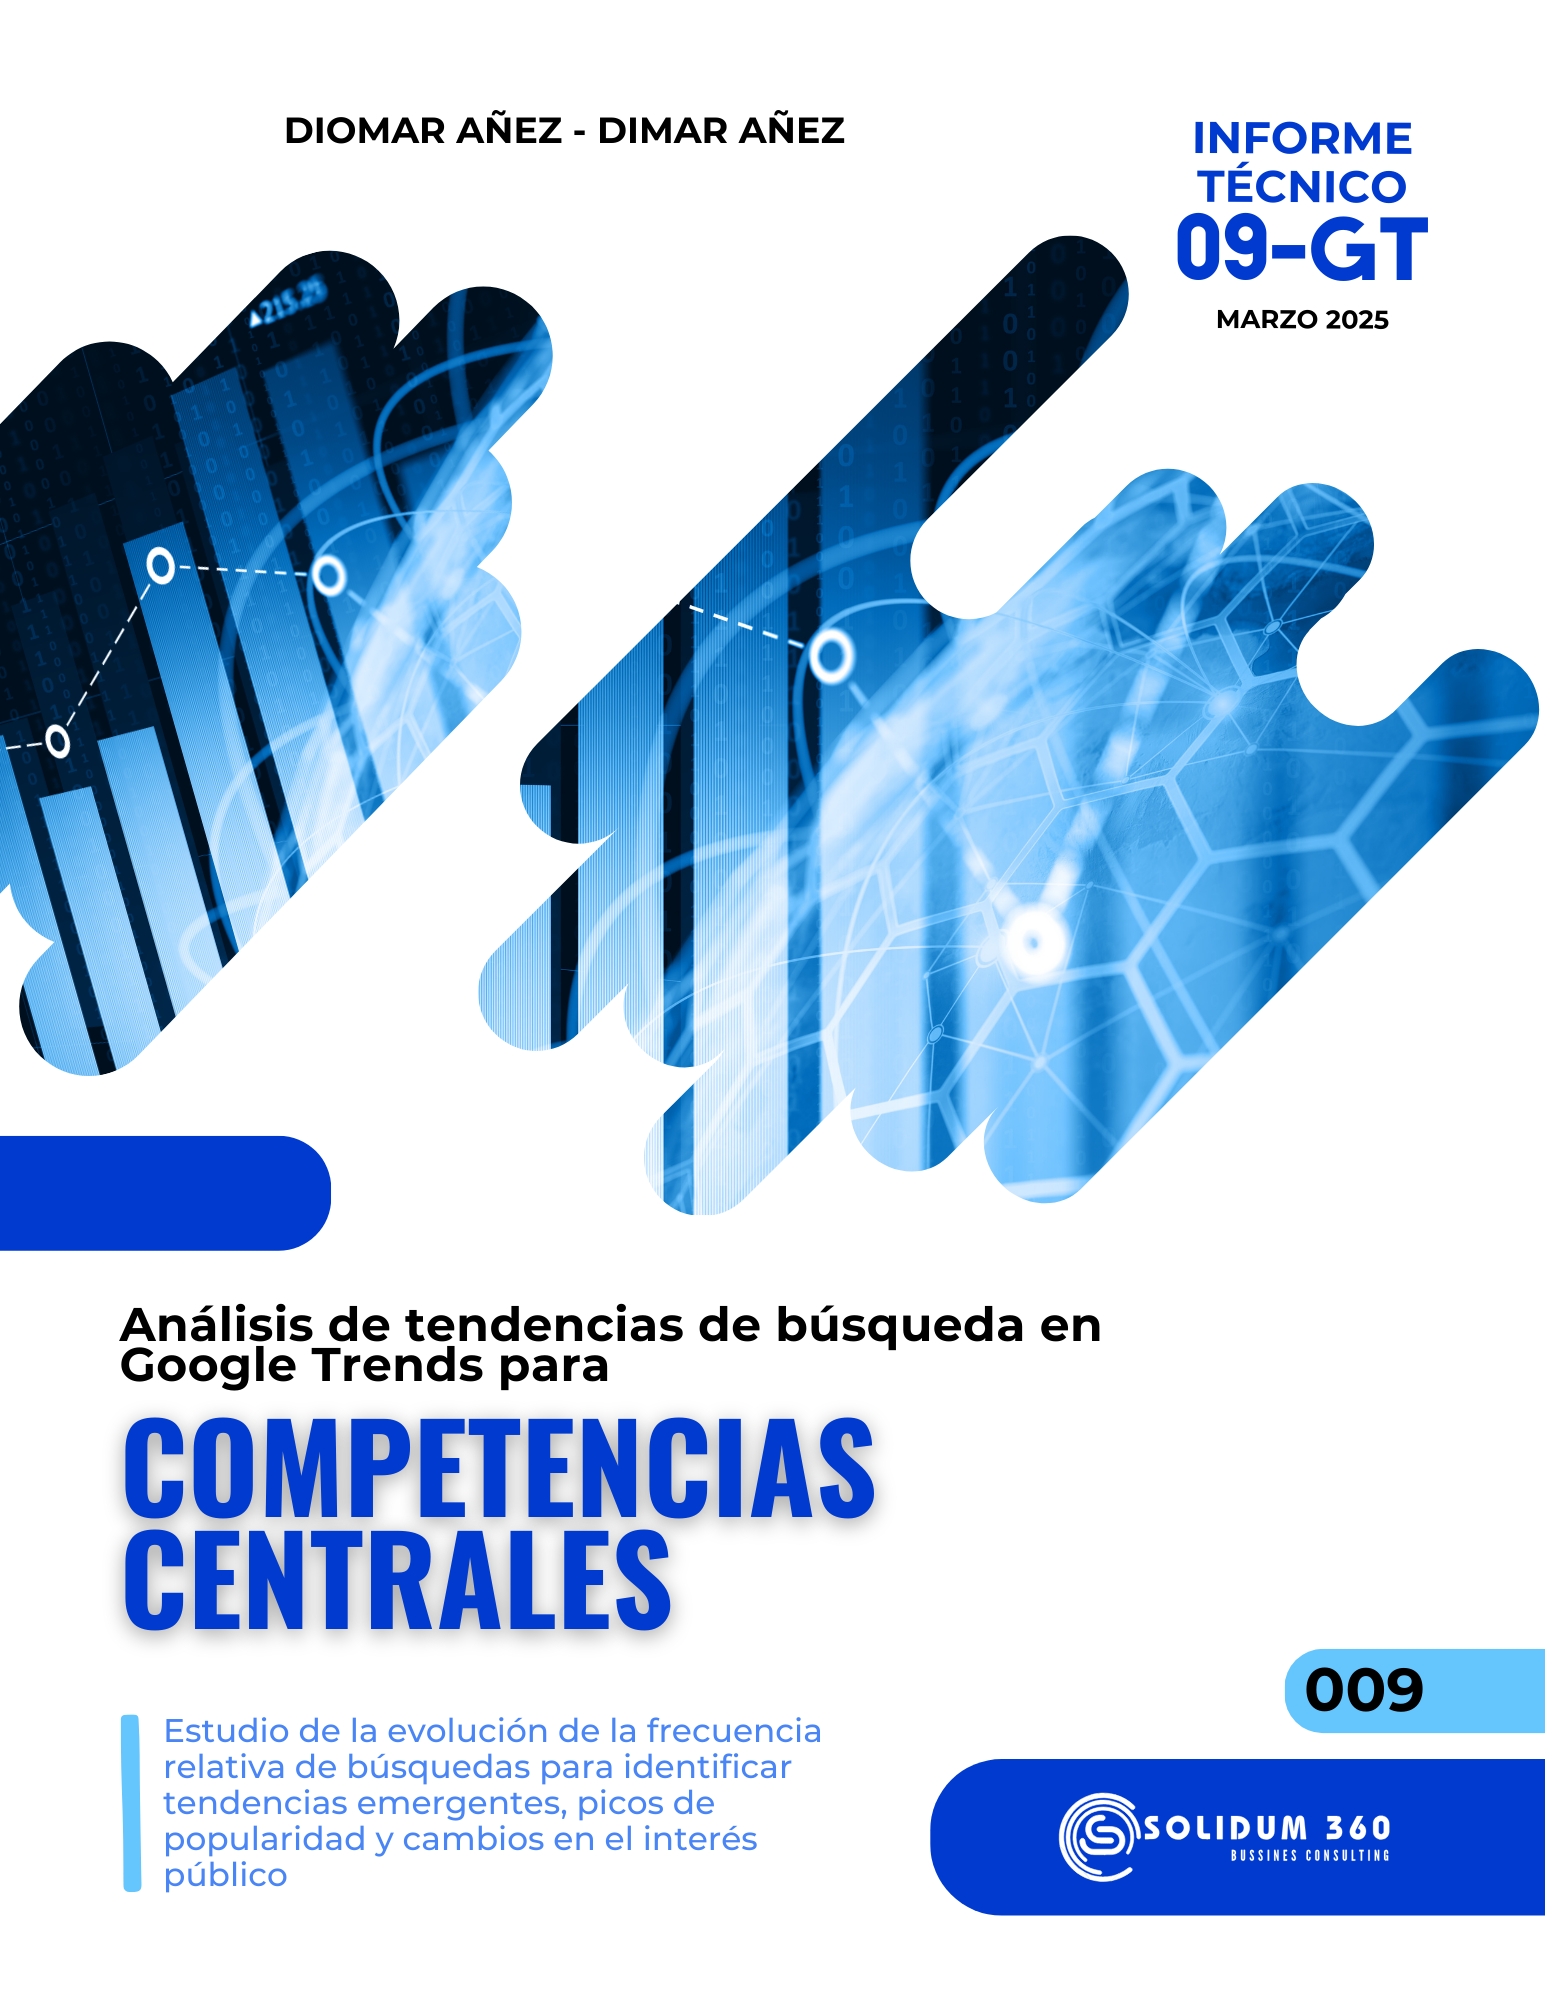 DIOMAR AÑEZ - DIMAR AÑEZ
INFORME
TÉCNICO
09-GT
MARZO 2025
▲215.29
Análisis de tendencias de búsqueda en
Google Trends para
COMPETENCIAS
CENTRALES
009
Estudio de la evolución de la frecuencia
relativa de búsquedas para identificar
tendencias emergentes, picos de
popularidad y cambios en el interés
público
SOLIDUM 360
BUSSINES CONSULTING